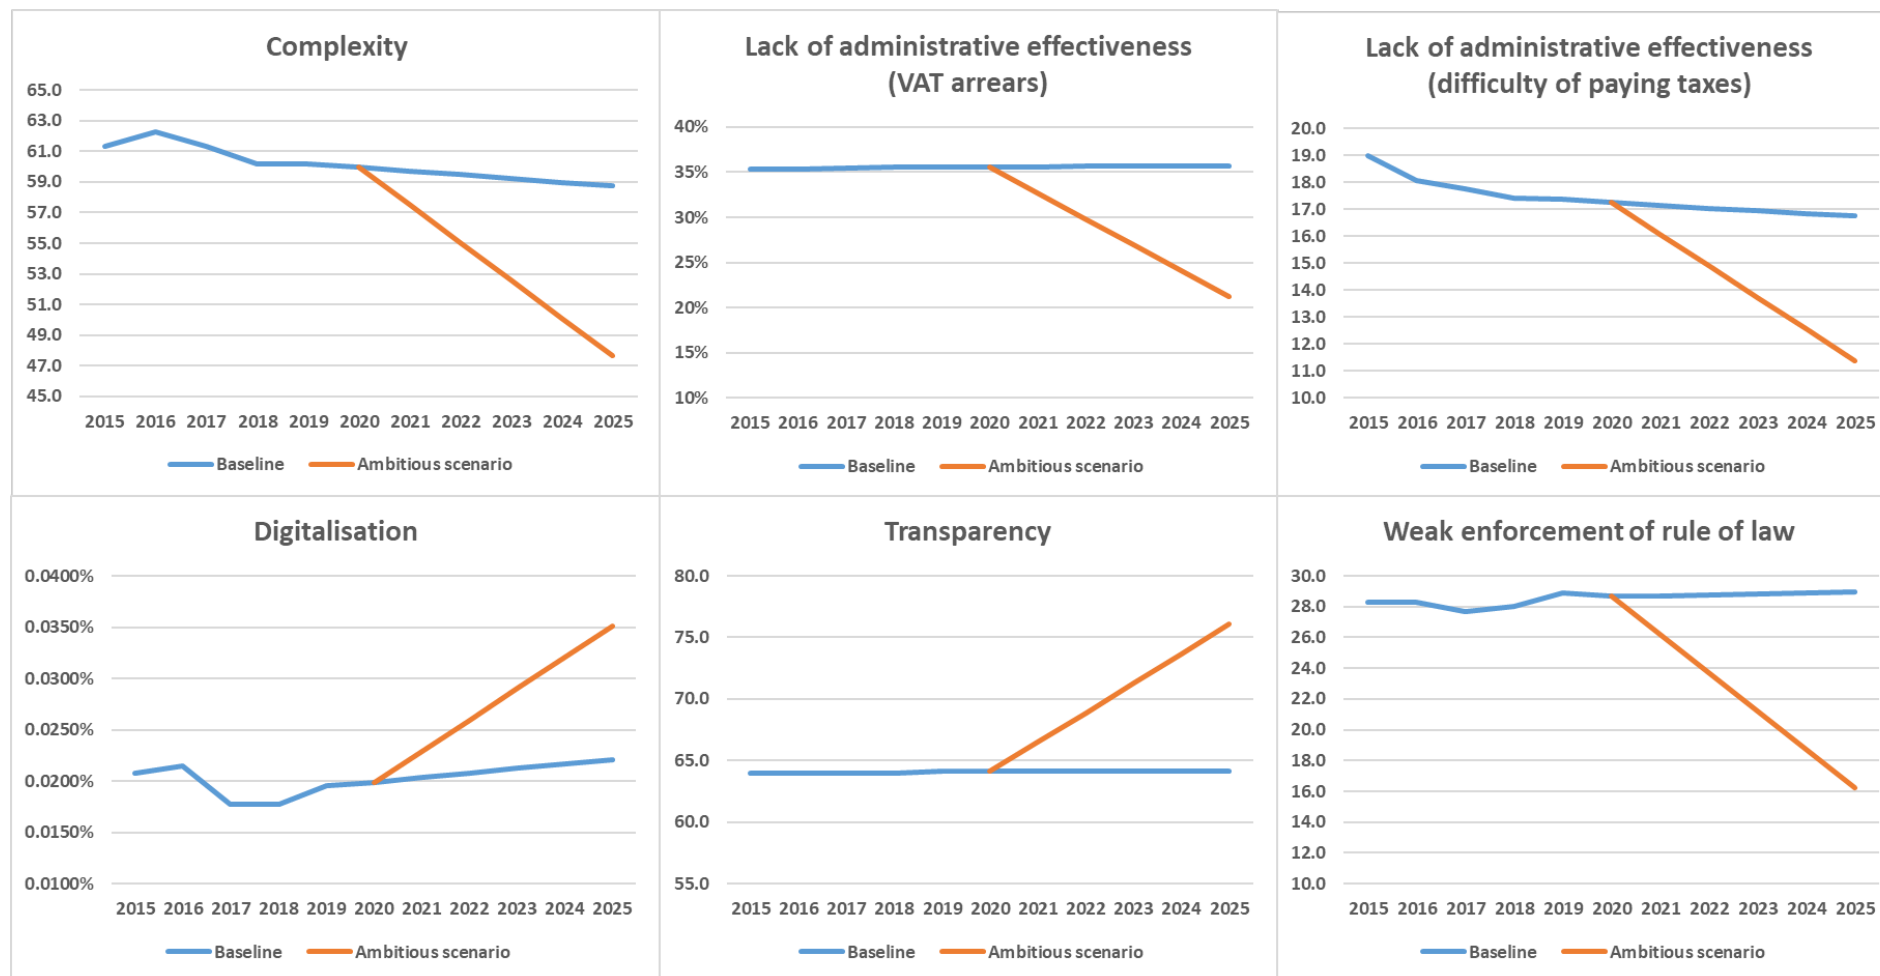 Complexity
65.0
63.0
61.0
59.0
57.0
55.0
53.0
51.0
49.0
47.0
45.0
2015 2016 2017 2018 2019 2020 2021 2022 2023 2024 2025
Baseline Ambitious scenario
Lack of administrative effectiveness
(VAT arrears)
40%
35%
30%
25%
20%
15%
10%
2015 2016 2017 2018 2019 2020 2021 2022 2023 2024 2025
Baseline Ambitious scenario
Lack of administrative effectiveness
(difficulty of paying taxes)
20.0
19.0
18.0
17.0
16.0
15.0
14.0
13.0
12.0
11.0
10.0
2015 2016 2017 2018 2019 2020 2021 2022 2023 2024 2025
Baseline Ambitious scenario
Digitalisation
0.0400%
0.0350%
0.0300%
0.0250%
0.0200%
0.0150%
0.0100%
2015 2016 2017 2018 2019 2020 2021 2022 2023 2024 2025
Baseline Ambitious scenario
Transparency
80.0
75.0
70.0
65.0
60.0
55.0
2015 2016 2017 2018 2019 2020 2021 2022 2023 2024 2025
Baseline Ambitious scenario
Weak enforcement of rule of law
30.0
28.0
26.0
24.0
22.0
20.0
18.0
16.0
14.0
12.0
10.0
2015 2016 2017 2018 2019 2020 2021 2022 2023 2024 2025
Baseline Ambitious scenario